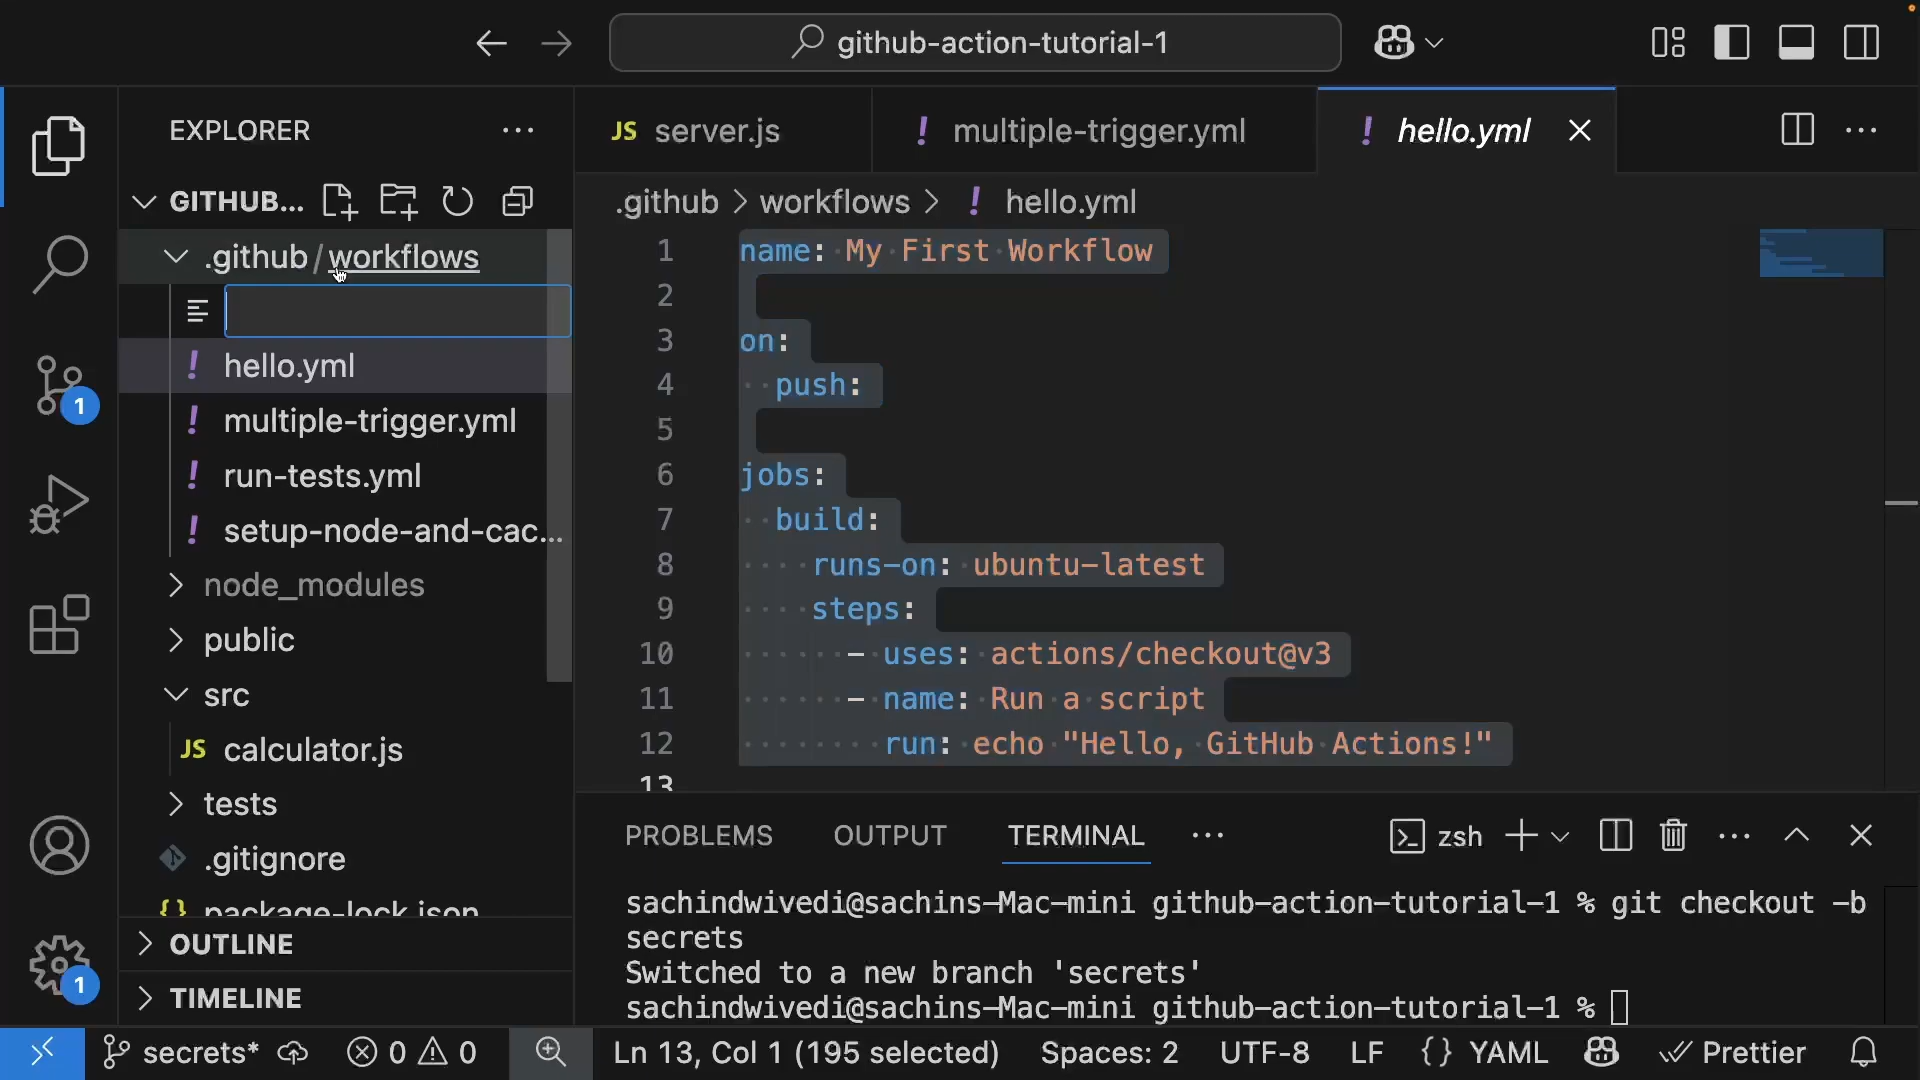 github-action-tutorial-1
EXPLORER
GITHUB...
.github/workflows
hello.yml
multiple-trigger.yml
run-tests.yml
setup-node-and-cac...
node_modules
public
src
JS calculator.js
tests
.gitignore
{} package-lock.json
OUTLINE
TIMELINE
1
1
JS server.js
! multiple-trigger.yml
! hello.yml
.github > workflows > ! hello.yml
1 name: My First Workflow
2
3 on:
4 push:
5
6 jobs:
7 build:
8 runs-on: ubuntu-latest
9 steps:
10 - uses: actions/checkout@v3
11 - name: Run a script
12 run: echo "Hello, GitHub Actions!"
13
PROBLEMS OUTPUT TERMINAL
zsh
sachindwivedi@sachins-Mac-mini github-action-tutorial-1 % git checkout -b
secrets
Switched to a new branch 'secrets'
sachindwivedi@sachins-Mac-mini github-action-tutorial-1 %
secrets* 0 0 Ln 13, Col 1 (195 selected) Spaces: 2 UTF-8 LF {} YAML Prettier